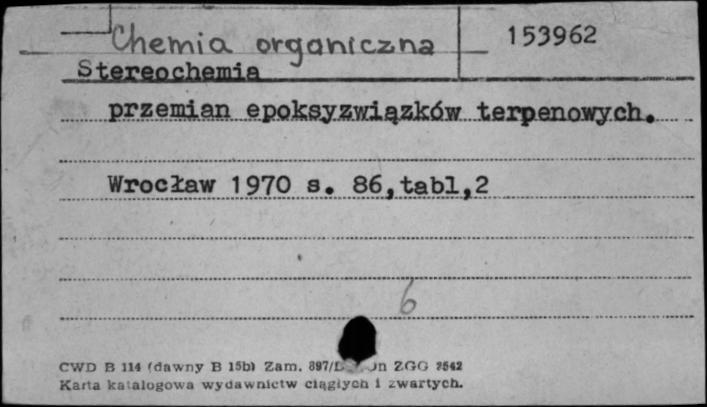 Chemia organiczna 153962
Stereochemia
przemian epoksyzwiązków terpenowych.
Wrocław 1970 s. 86,tabl,2
6
CWD B 114 (dawny B 15b) Zam. 897/ ZGG 2542
Karta katalogowa wydawnictw ciągłych i zwartych.